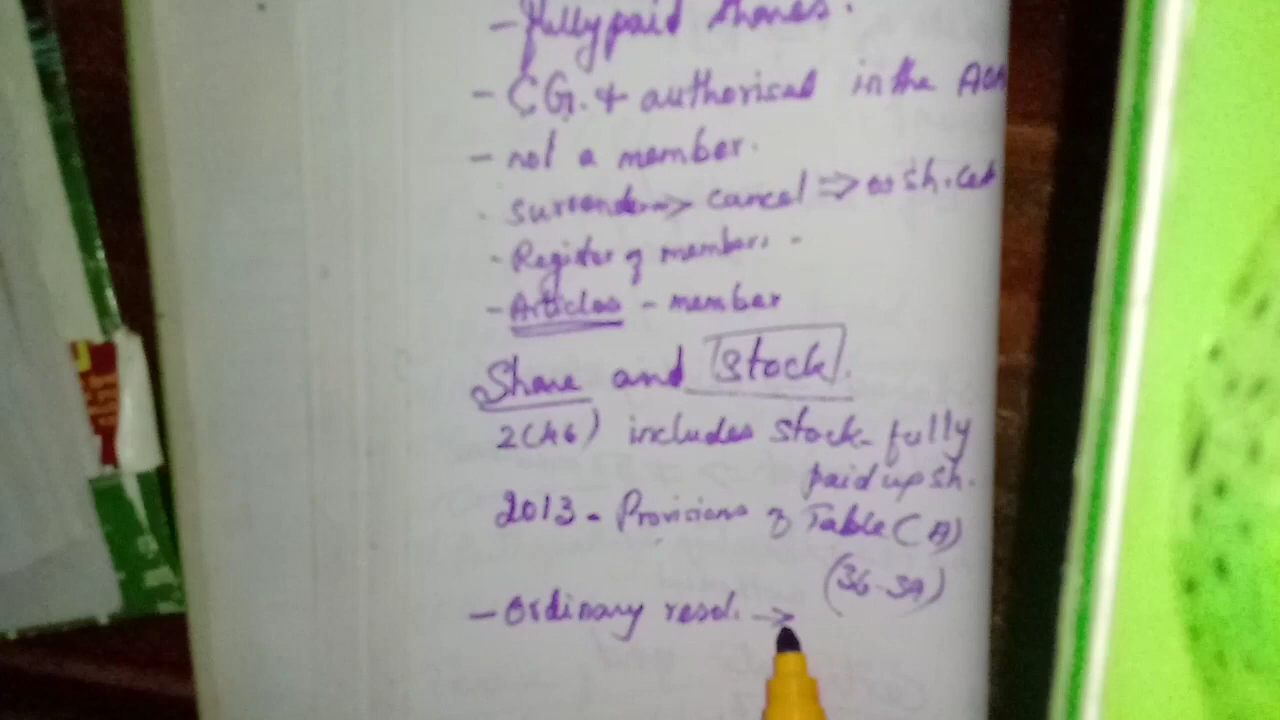 - fully paid shares.
- CG. & authorised in the AOA
- not a member.
. surrender -> cancel => sh. cert
- Register of members -
- Articles - member
Share and Stock.
2(46) includes stock - fully
paid up sh.
2013 - Provisions of Table (A)
(36-39)
- Ordinary resol. ->